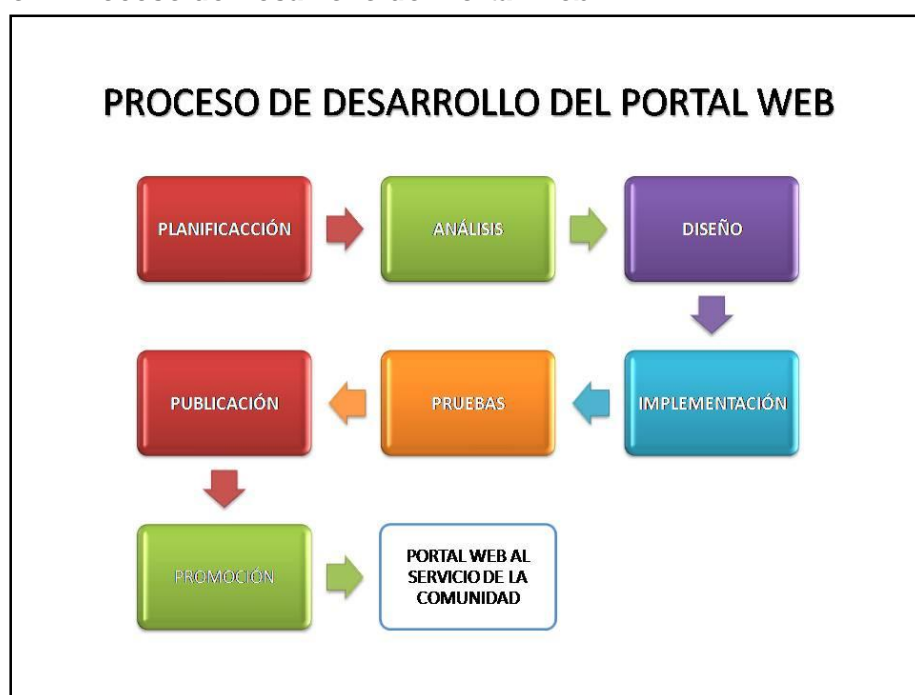 PROCESO DE DESARROLLO DEL PORTAL WEB
PLANIFICACCIÓN
ANÁLISIS
DISEÑO
IMPLEMENTACIÓN
PRUEBAS
PUBLICACIÓN
PROMOCIÓN
PORTAL WEB AL
SERVICIO DE LA
COMUNIDAD